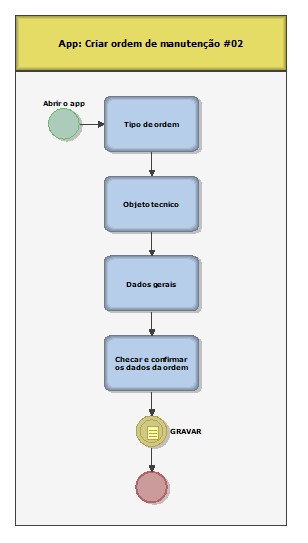 App: Criar ordem de manutenção #02
Abrir o app
Tipo de ordem
Objeto tecnico
Dados gerais
Checar e confirmar
os dados da ordem
GRAVAR